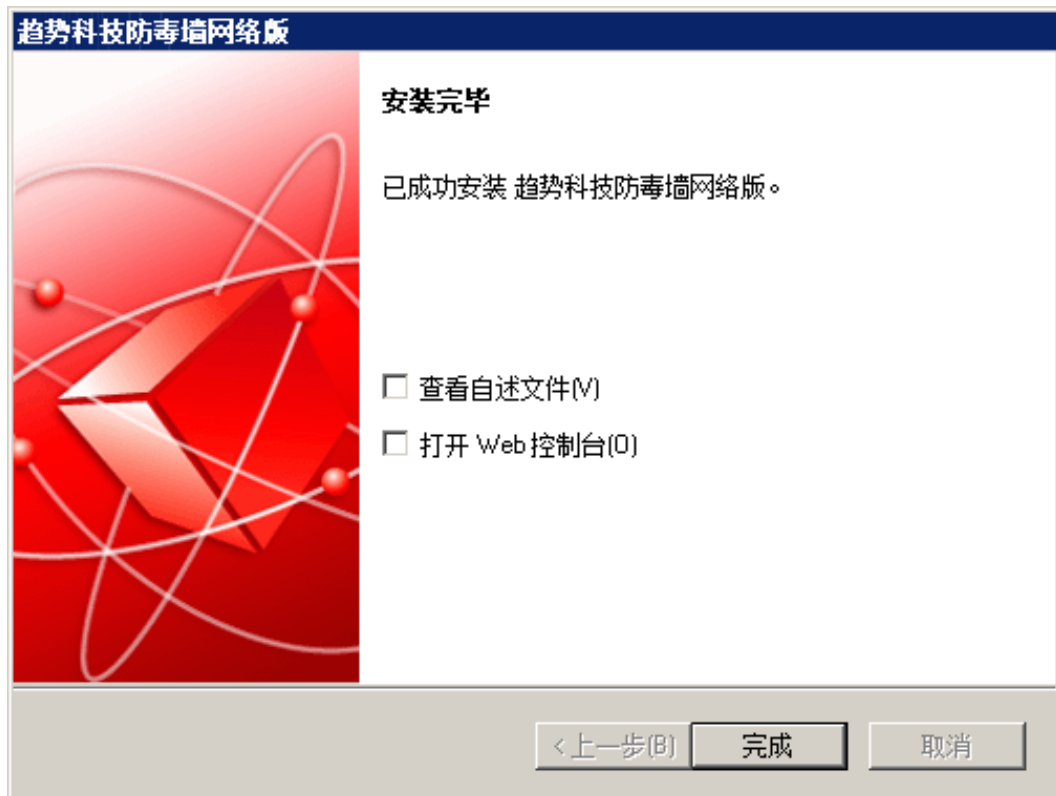 趋势科技防毒墙网络版
安装完毕
已成功安装 趋势科技防毒墙网络版。
查看自述文件(V)
打开 Web 控制台(O)
<上一步(B)
完成
取消